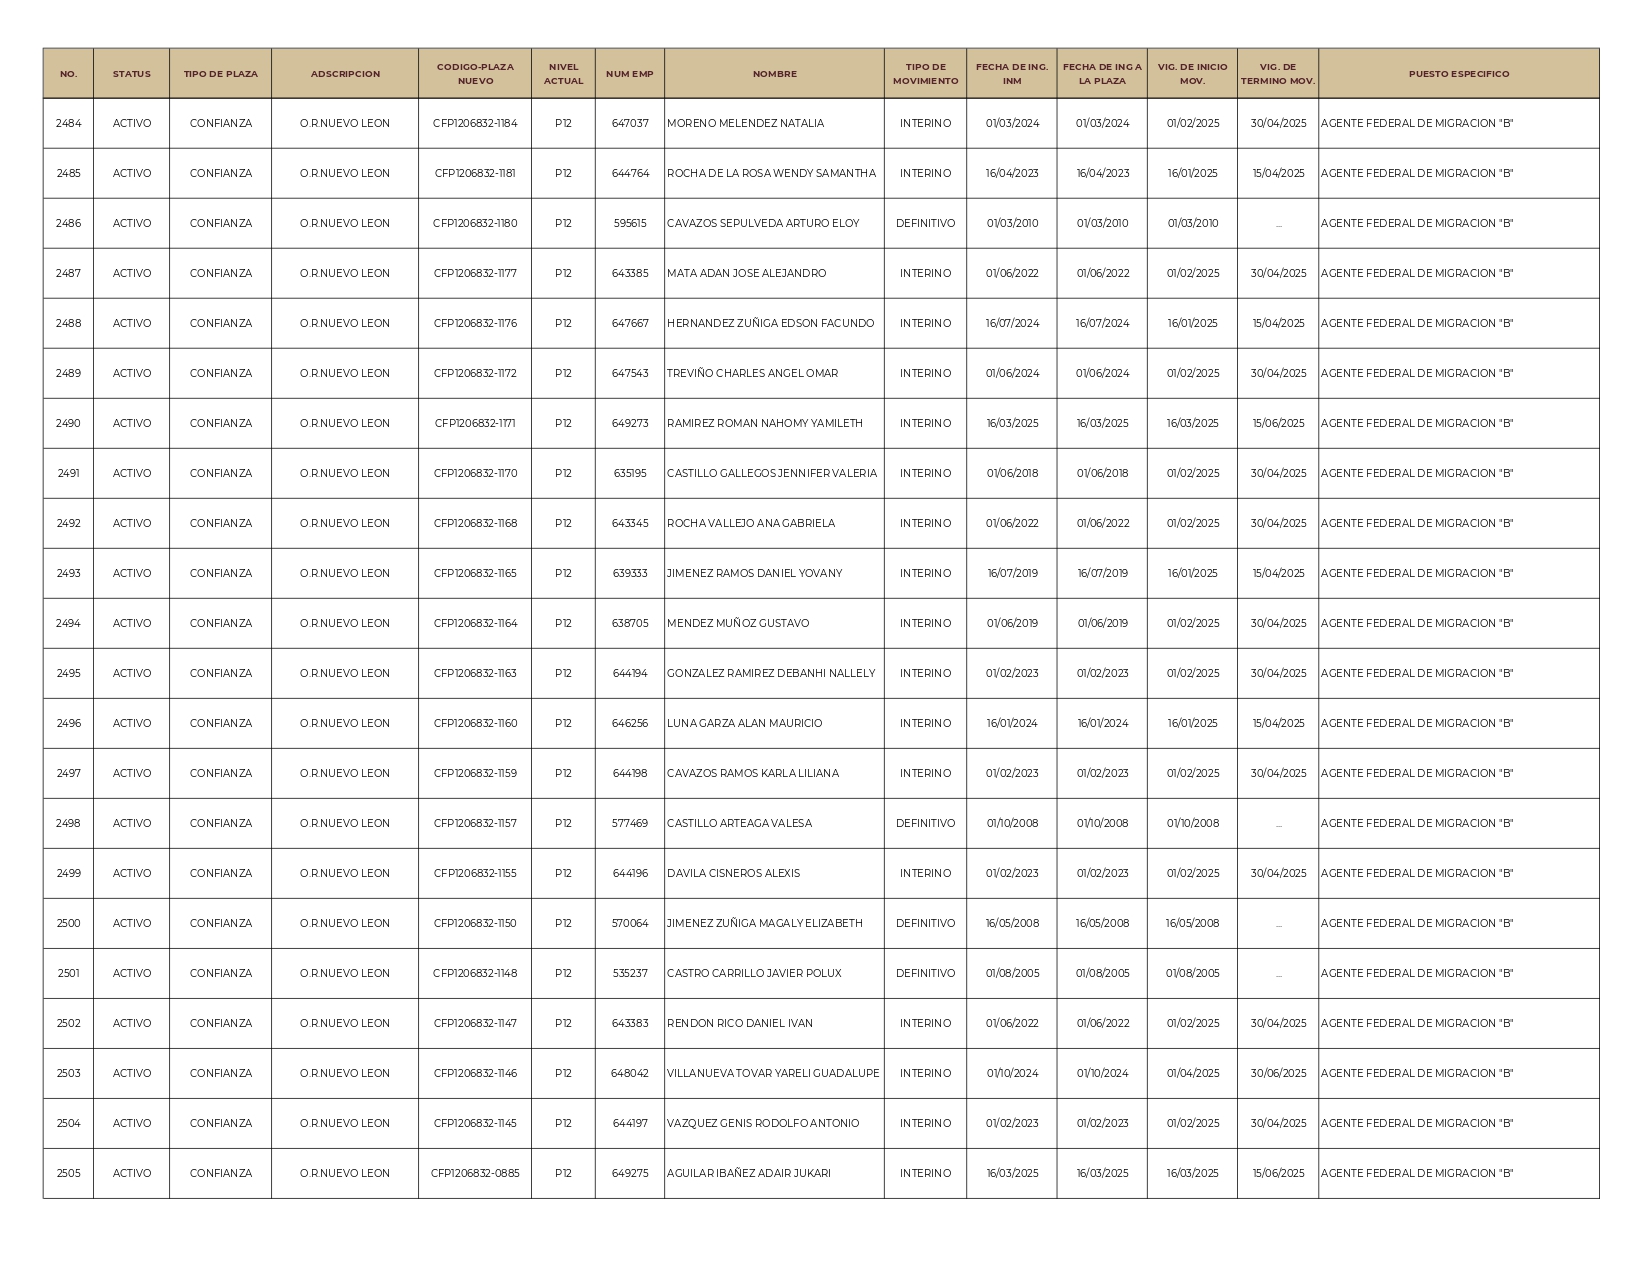 NO. STATUS TIPO DE PLAZA ADSCRIPCION CODIGO-PLAZA NUEVO NIVEL ACTUAL NUM EMP NOMBRE TIPO DE MOVIMIENTO FECHA DE ING. INM FECHA DE ING A LA PLAZA VIG. DE INICIO MOV. VIG. DE TERMINO MOV. PUESTO ESPECIFICO
2484 ACTIVO CONFIANZA O.R.NUEVO LEON CFP1206832-1184 P12 647037 MORENO MELENDEZ NATALIA INTERINO 01/03/2024 01/03/2024 01/02/2025 30/04/2025 AGENTE FEDERAL DE MIGRACION "B"
2485 ACTIVO CONFIANZA O.R.NUEVO LEON CFP1206832-1181 P12 644764 ROCHA DE LA ROSA WENDY SAMANTHA INTERINO 16/04/2023 16/04/2023 16/01/2025 15/04/2025 AGENTE FEDERAL DE MIGRACION "B"
2486 ACTIVO CONFIANZA O.R.NUEVO LEON CFP1206832-1180 P12 595615 CAVAZOS SEPULVEDA ARTURO ELOY DEFINITIVO 01/03/2010 01/03/2010 01/03/2010 ... AGENTE FEDERAL DE MIGRACION "B"
2487 ACTIVO CONFIANZA O.R.NUEVO LEON CFP1206832-1177 P12 643385 MATA ADAN JOSE ALEJANDRO INTERINO 01/06/2022 01/06/2022 01/02/2025 30/04/2025 AGENTE FEDERAL DE MIGRACION "B"
2488 ACTIVO CONFIANZA O.R.NUEVO LEON CFP1206832-1176 P12 647667 HERNANDEZ ZUÑIGA EDSON FACUNDO INTERINO 16/07/2024 16/07/2024 16/01/2025 15/04/2025 AGENTE FEDERAL DE MIGRACION "B"
2489 ACTIVO CONFIANZA O.R.NUEVO LEON CFP1206832-1172 P12 647543 TREVIÑO CHARLES ANGEL OMAR INTERINO 01/06/2024 01/06/2024 01/02/2025 30/04/2025 AGENTE FEDERAL DE MIGRACION "B"
2490 ACTIVO CONFIANZA O.R.NUEVO LEON CFP1206832-1171 P12 649273 RAMIREZ ROMAN NAHOMY YAMILETH INTERINO 16/03/2025 16/03/2025 16/03/2025 15/06/2025 AGENTE FEDERAL DE MIGRACION "B"
2491 ACTIVO CONFIANZA O.R.NUEVO LEON CFP1206832-1170 P12 635195 CASTILLO GALLEGOS JENNIFER VALERIA INTERINO 01/06/2018 01/06/2018 01/02/2025 30/04/2025 AGENTE FEDERAL DE MIGRACION "B"
2492 ACTIVO CONFIANZA O.R.NUEVO LEON CFP1206832-1168 P12 643345 ROCHA VALLEJO ANA GABRIELA INTERINO 01/06/2022 01/06/2022 01/02/2025 30/04/2025 AGENTE FEDERAL DE MIGRACION "B"
2493 ACTIVO CONFIANZA O.R.NUEVO LEON CFP1206832-1165 P12 639333 JIMENEZ RAMOS DANIEL YOVANY INTERINO 16/07/2019 16/07/2019 16/01/2025 15/04/2025 AGENTE FEDERAL DE MIGRACION "B"
2494 ACTIVO CONFIANZA O.R.NUEVO LEON CFP1206832-1164 P12 638705 MENDEZ MUÑOZ GUSTAVO INTERINO 01/06/2019 01/06/2019 01/02/2025 30/04/2025 AGENTE FEDERAL DE MIGRACION "B"
2495 ACTIVO CONFIANZA O.R.NUEVO LEON CFP1206832-1163 P12 644194 GONZALEZ RAMIREZ DEBANHI NALLELY INTERINO 01/02/2023 01/02/2023 01/02/2025 30/04/2025 AGENTE FEDERAL DE MIGRACION "B"
2496 ACTIVO CONFIANZA O.R.NUEVO LEON CFP1206832-1160 P12 646256 LUNA GARZA ALAN MAURICIO INTERINO 16/01/2024 16/01/2024 16/01/2025 15/04/2025 AGENTE FEDERAL DE MIGRACION "B"
2497 ACTIVO CONFIANZA O.R.NUEVO LEON CFP1206832-1159 P12 644198 CAVAZOS RAMOS KARLA LILIANA INTERINO 01/02/2023 01/02/2023 01/02/2025 30/04/2025 AGENTE FEDERAL DE MIGRACION "B"
2498 ACTIVO CONFIANZA O.R.NUEVO LEON CFP1206832-1157 P12 577469 CASTILLO ARTEAGA VALESA DEFINITIVO 01/10/2008 01/10/2008 01/10/2008 ... AGENTE FEDERAL DE MIGRACION "B"
2499 ACTIVO CONFIANZA O.R.NUEVO LEON CFP1206832-1155 P12 644196 DAVILA CISNEROS ALEXIS INTERINO 01/02/2023 01/02/2023 01/02/2025 30/04/2025 AGENTE FEDERAL DE MIGRACION "B"
2500 ACTIVO CONFIANZA O.R.NUEVO LEON CFP1206832-1150 P12 570064 JIMENEZ ZUÑIGA MAGALY ELIZABETH DEFINITIVO 16/05/2008 16/05/2008 16/05/2008 ... AGENTE FEDERAL DE MIGRACION "B"
2501 ACTIVO CONFIANZA O.R.NUEVO LEON CFP1206832-1148 P12 535237 CASTRO CARRILLO JAVIER POLUX DEFINITIVO 01/08/2005 01/08/2005 01/08/2005 ... AGENTE FEDERAL DE MIGRACION "B"
2502 ACTIVO CONFIANZA O.R.NUEVO LEON CFP1206832-1147 P12 643383 RENDON RICO DANIEL IVAN INTERINO 01/06/2022 01/06/2022 01/02/2025 30/04/2025 AGENTE FEDERAL DE MIGRACION "B"
2503 ACTIVO CONFIANZA O.R.NUEVO LEON CFP1206832-1146 P12 648042 VILLANUEVA TOVAR YARELI GUADALUPE INTERINO 01/10/2024 01/10/2024 01/04/2025 30/06/2025 AGENTE FEDERAL DE MIGRACION "B"
2504 ACTIVO CONFIANZA O.R.NUEVO LEON CFP1206832-1145 P12 644197 VAZQUEZ GENIS RODOLFO ANTONIO INTERINO 01/02/2023 01/02/2023 01/02/2025 30/04/2025 AGENTE FEDERAL DE MIGRACION "B"
2505 ACTIVO CONFIANZA O.R.NUEVO LEON CFP1206832-0885 P12 649275 AGUILAR IBAÑEZ ADAIR JUKARI INTERINO 16/03/2025 16/03/2025 16/03/2025 15/06/2025 AGENTE FEDERAL DE MIGRACION "B"